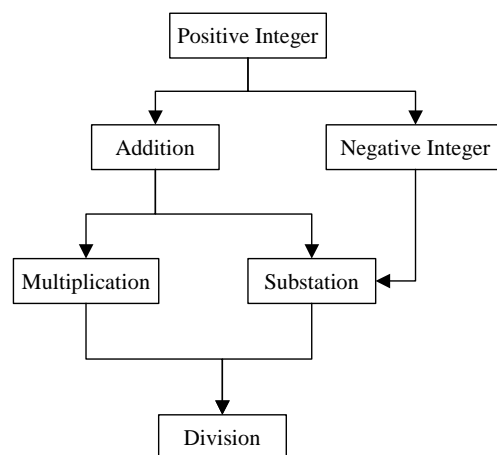 Positive Integer
Addition
Negative Integer
Multiplication
Substation
Division